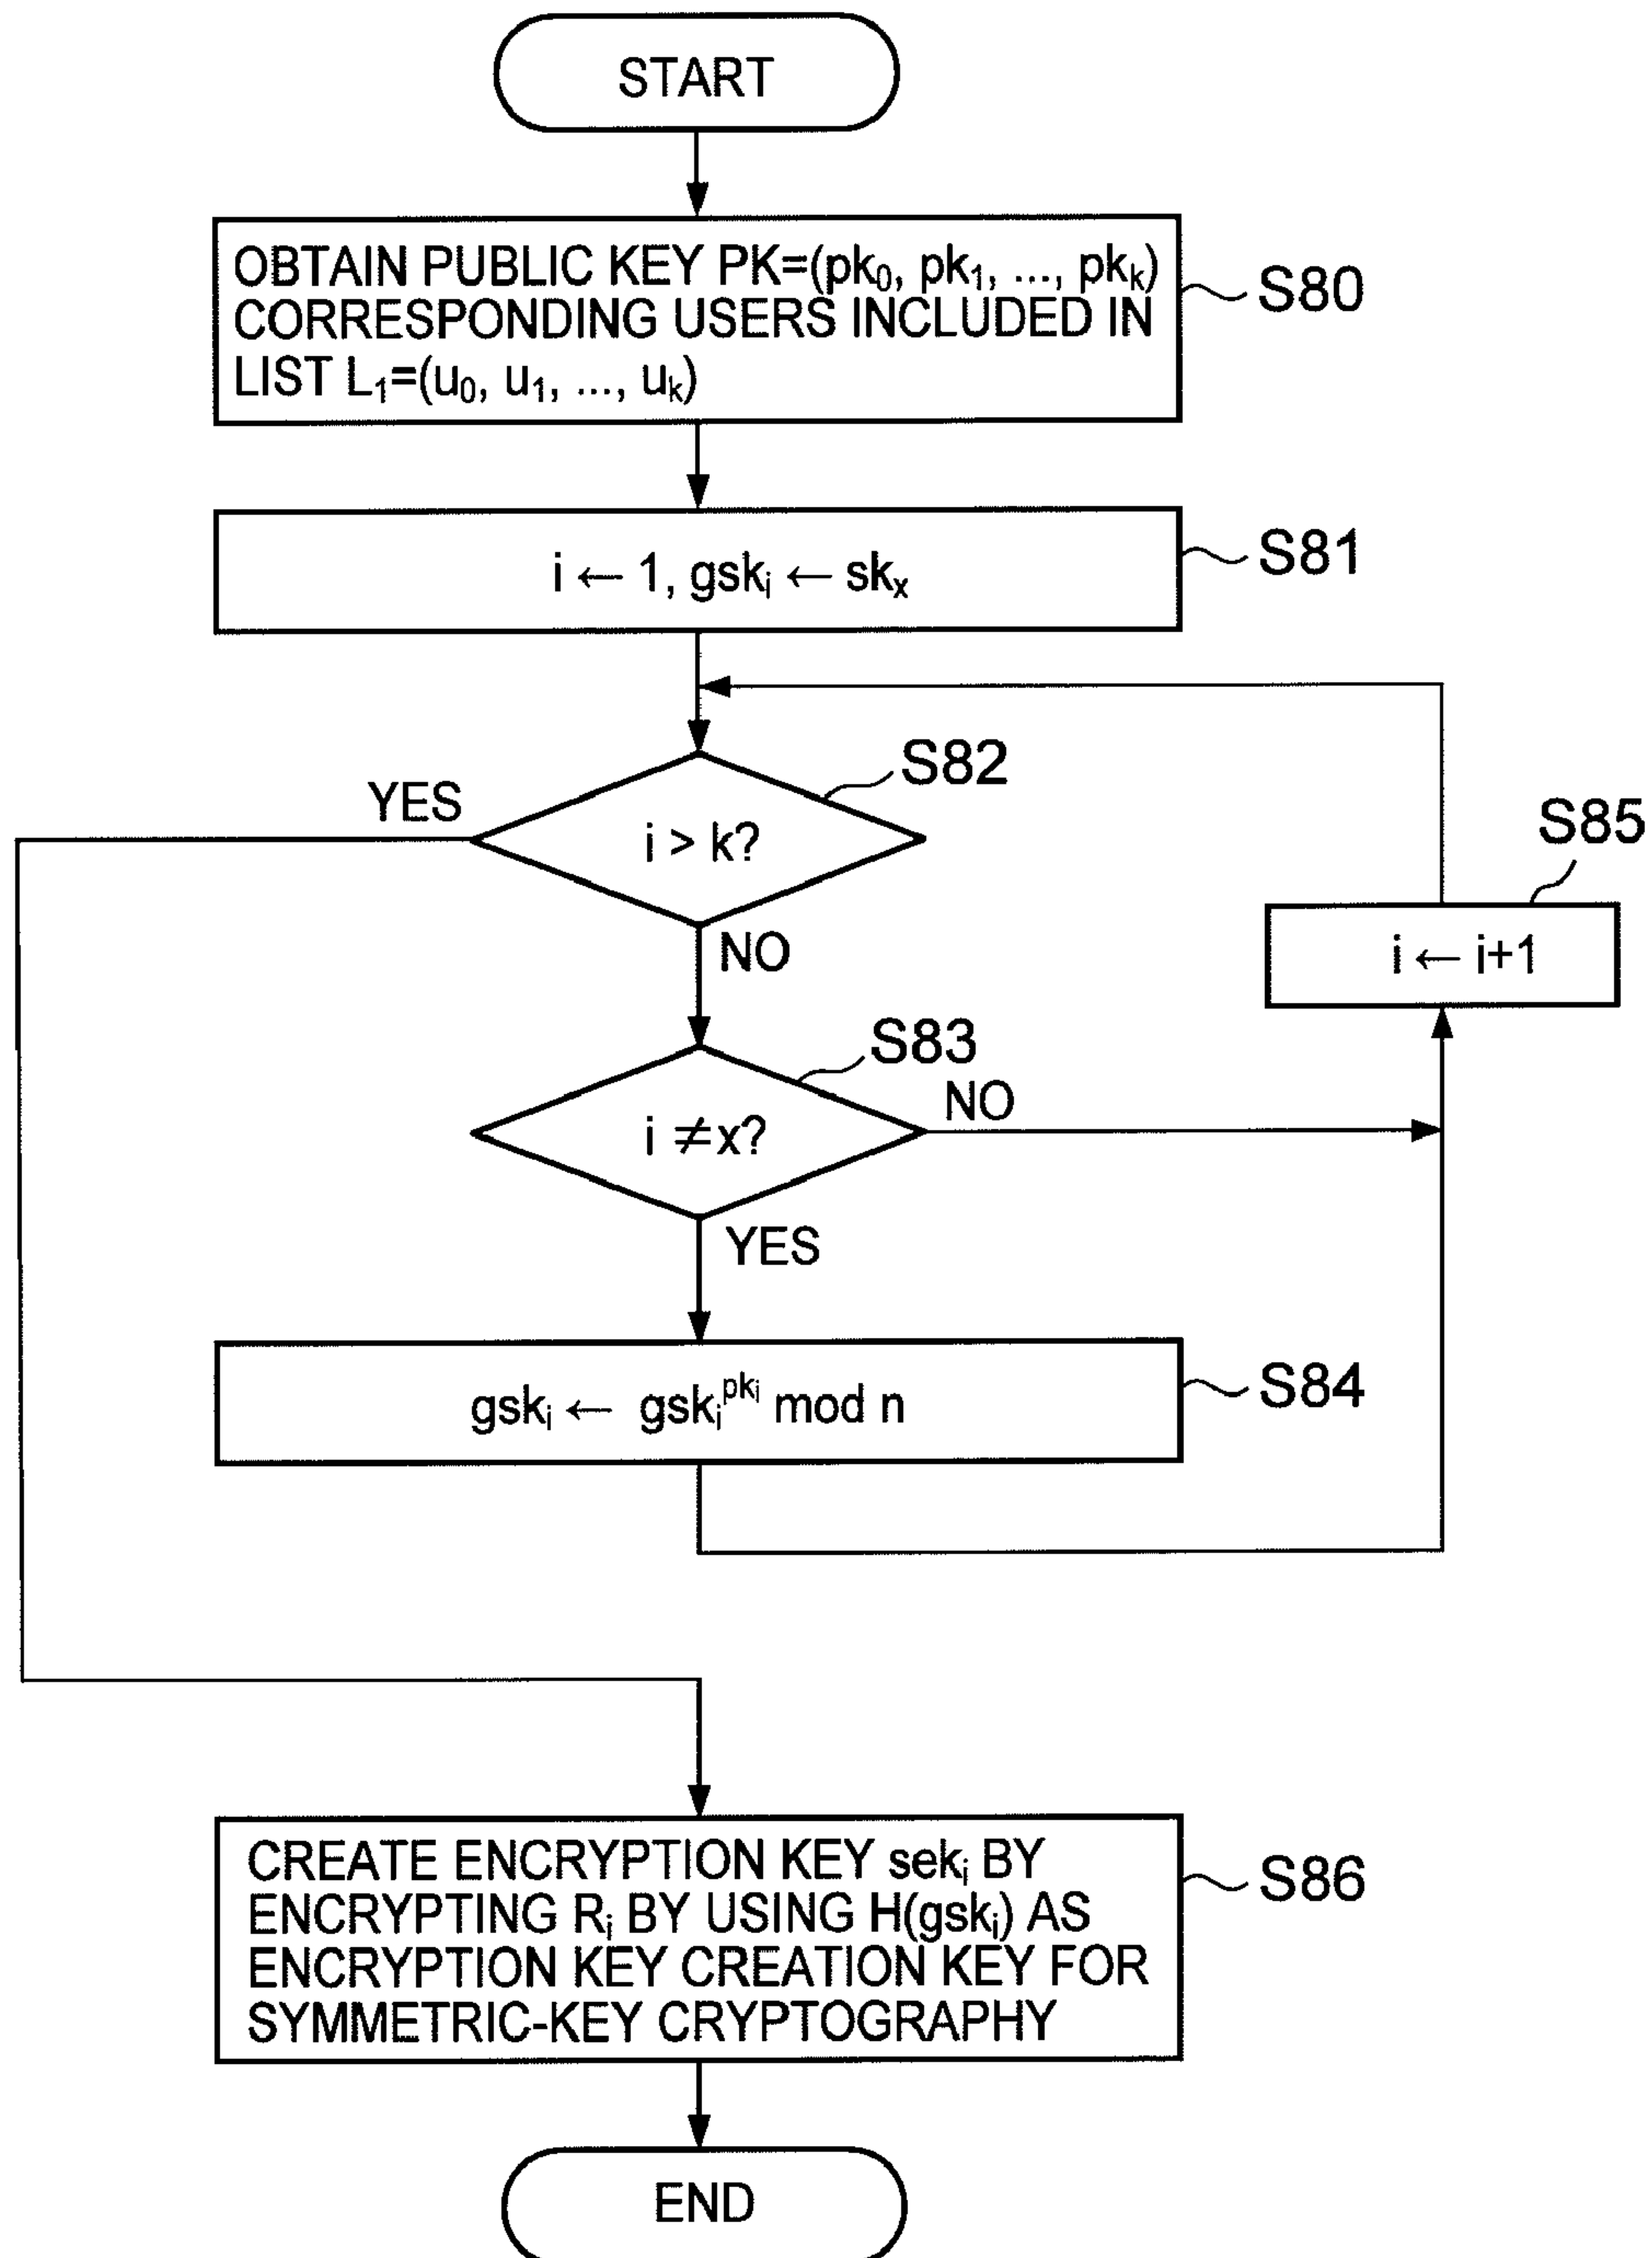 START
OBTAIN PUBLIC KEY PK=(pk₀, pk₁, ..., pkₖ)
CORRESPONDING USERS INCLUDED IN
LIST L₁=(u₀, u₁, ..., uₖ)
S80
i ← 1, gskᵢ ← skₓ
S81
S82
YES
i > k?
NO
S85
i ← i+1
S83
i ≠x?
NO
YES
gskᵢ ← gskᵢ^pkᵢ mod n
S84
CREATE ENCRYPTION KEY sekᵢ BY
ENCRYPTING Rᵢ BY USING H(gskᵢ) AS
ENCRYPTION KEY CREATION KEY FOR
SYMMETRIC-KEY CRYPTOGRAPHY
S86
END